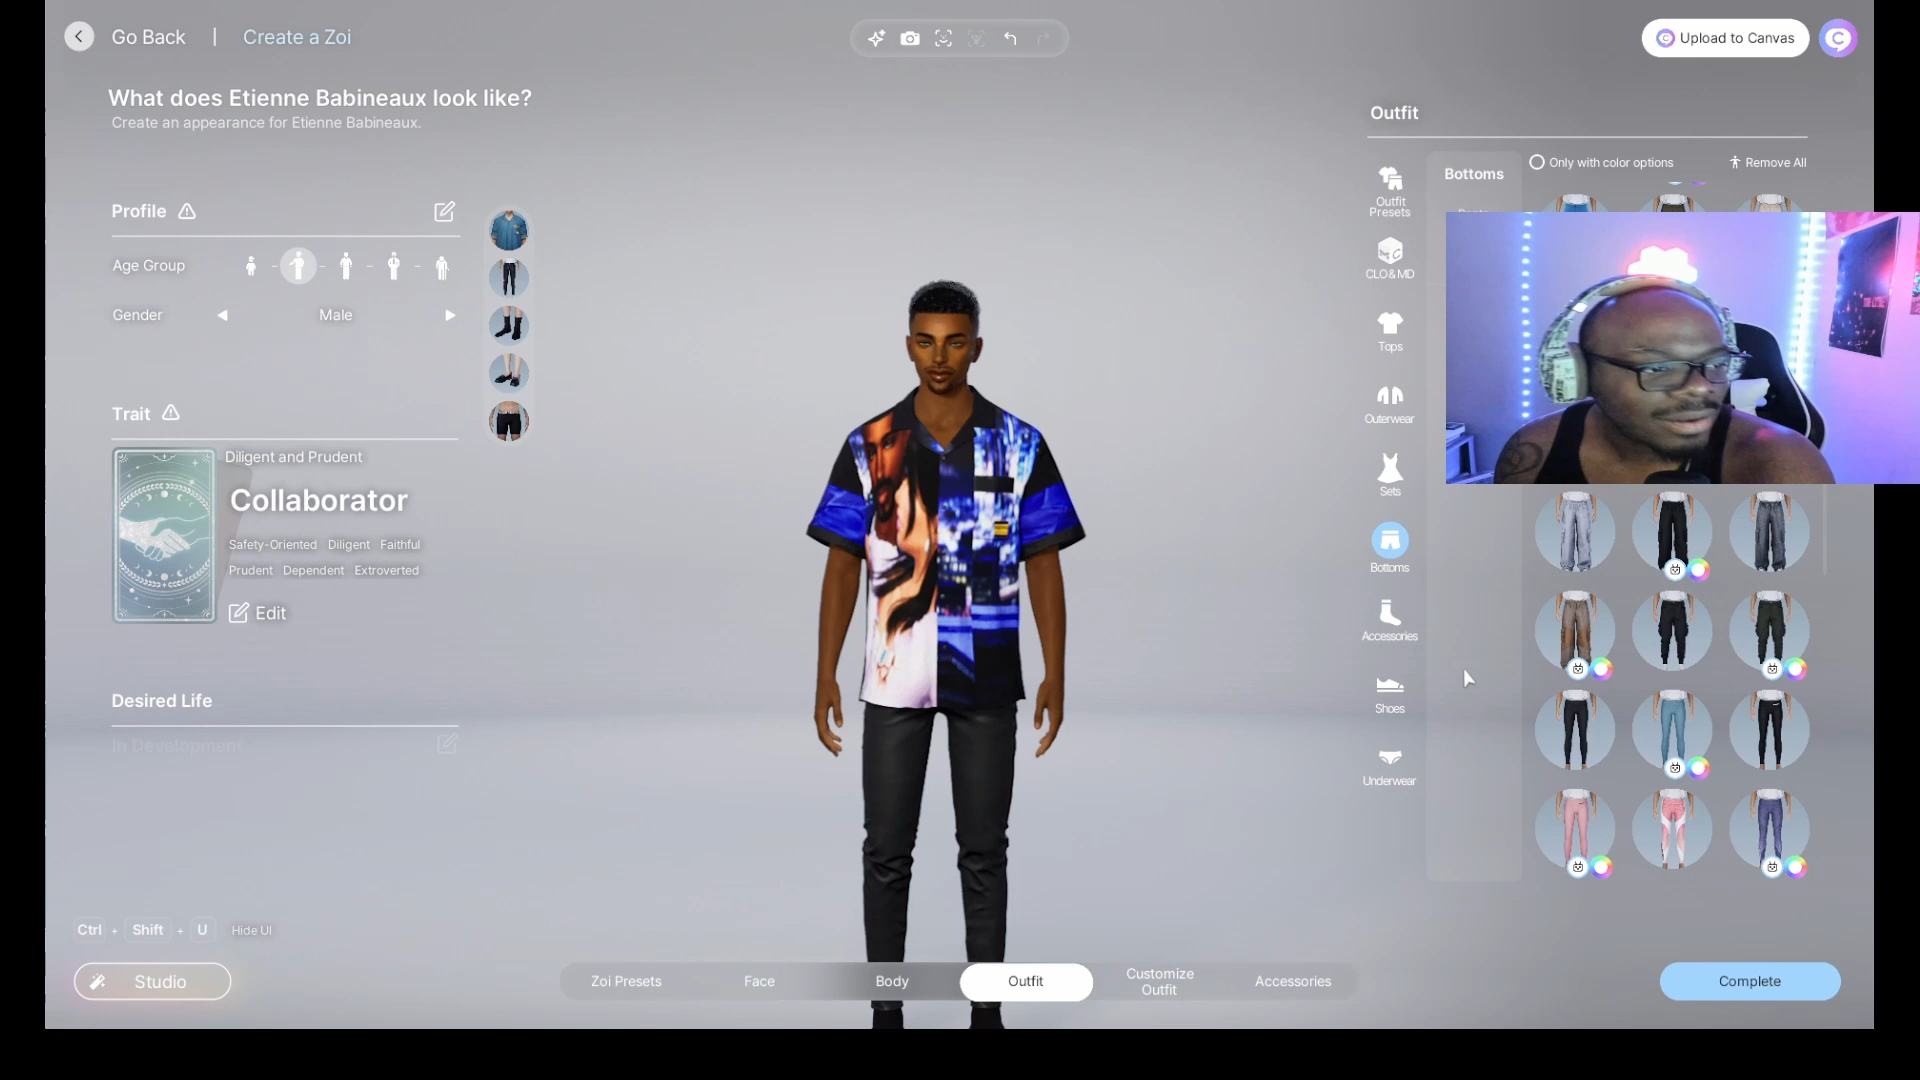 Go Back | Create a Zoi
Upload to Canvas
What does Etienne Babineaux look like?
Create an appearance for Etienne Babineaux.
Profile
Age Group
Gender
Male
Trait
Diligent and Prudent
Collaborator
Safety-Oriented Diligent Faithful
Prudent Dependent Extroverted
Edit
Desired Life
In Development
Ctrl + Shift + U Hide UI
Studio
Outfit
Outfit
Presets
CLO&MD
Tops
Outerwear
Sets
Bottoms
Accessories
Shoes
Underwear
Bottoms
Only with color options
Remove All
Zoi Presets
Face
Body
Outfit
Customize
Outfit
Accessories
Complete